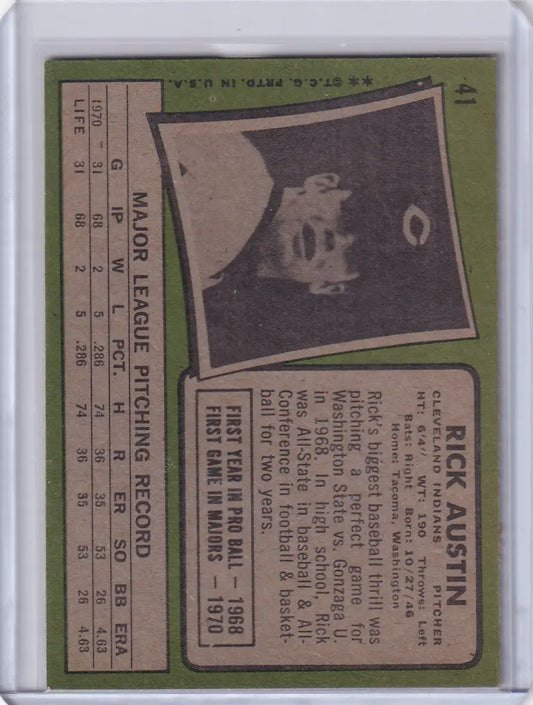 41
RICK AUSTIN
CLEVELAND INDIANS PITCHER
HT: 6/4" WT: 190 Throws: Left
Bats: Right Born: 10/27/46
Home: Tacoma, Washington
Rick's biggest baseball thrill was
pitching a perfect game for
Washington State vs. Gonzaga U.
in 1968. In high school, Rick
was All-State in baseball & All-
Conference in football & basket-
ball for two years.
FIRST YEAR IN PRO BALL — 1968
FIRST GAME IN MAJORS — 1970
C
MAJOR LEAGUE PITCHING RECORD
G IP W L PCT. H R ER SO BB ERA
1970 31 68 2 5 .286 74 36 35 53 26 4.63
LIFE 31 68 2 5 .286 74 36 35 53 26 4.63
**©T.C.G. PRTD. IN U.S.A.